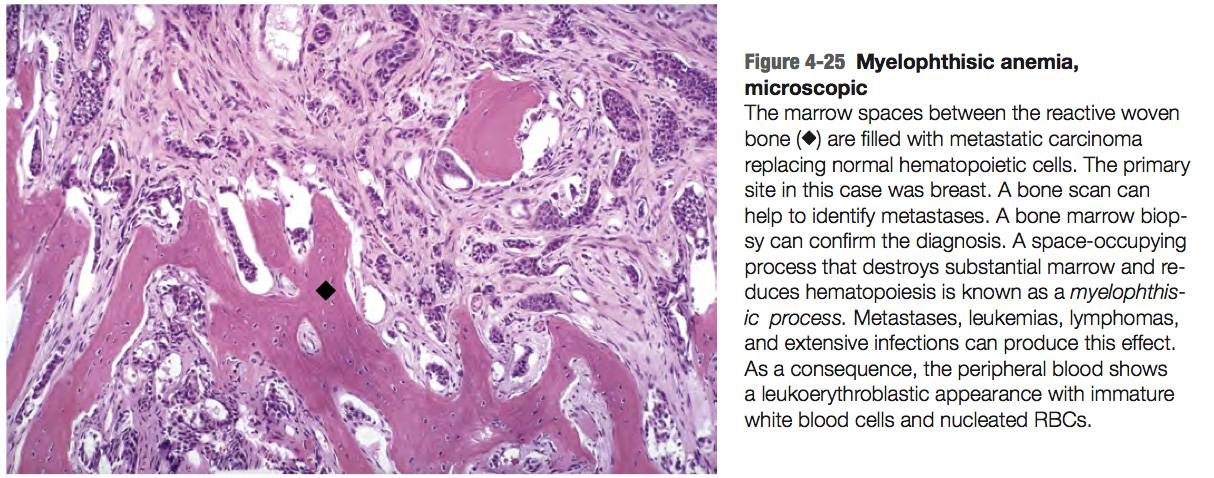 Figure 4-25 Myelophthisic anemia,
microscopic
The marrow spaces between the reactive woven
bone (◆) are filled with metastatic carcinoma
replacing normal hematopoietic cells. The primary
site in this case was breast. A bone scan can
help to identify metastases. A bone marrow biop-
sy can confirm the diagnosis. A space-occupying
process that destroys substantial marrow and re-
duces hematopoiesis is known as a myelophthis-
ic process. Metastases, leukemias, lymphomas,
and extensive infections can produce this effect.
As a consequence, the peripheral blood shows
a leukoerythroblastic appearance with immature
white blood cells and nucleated RBCs.